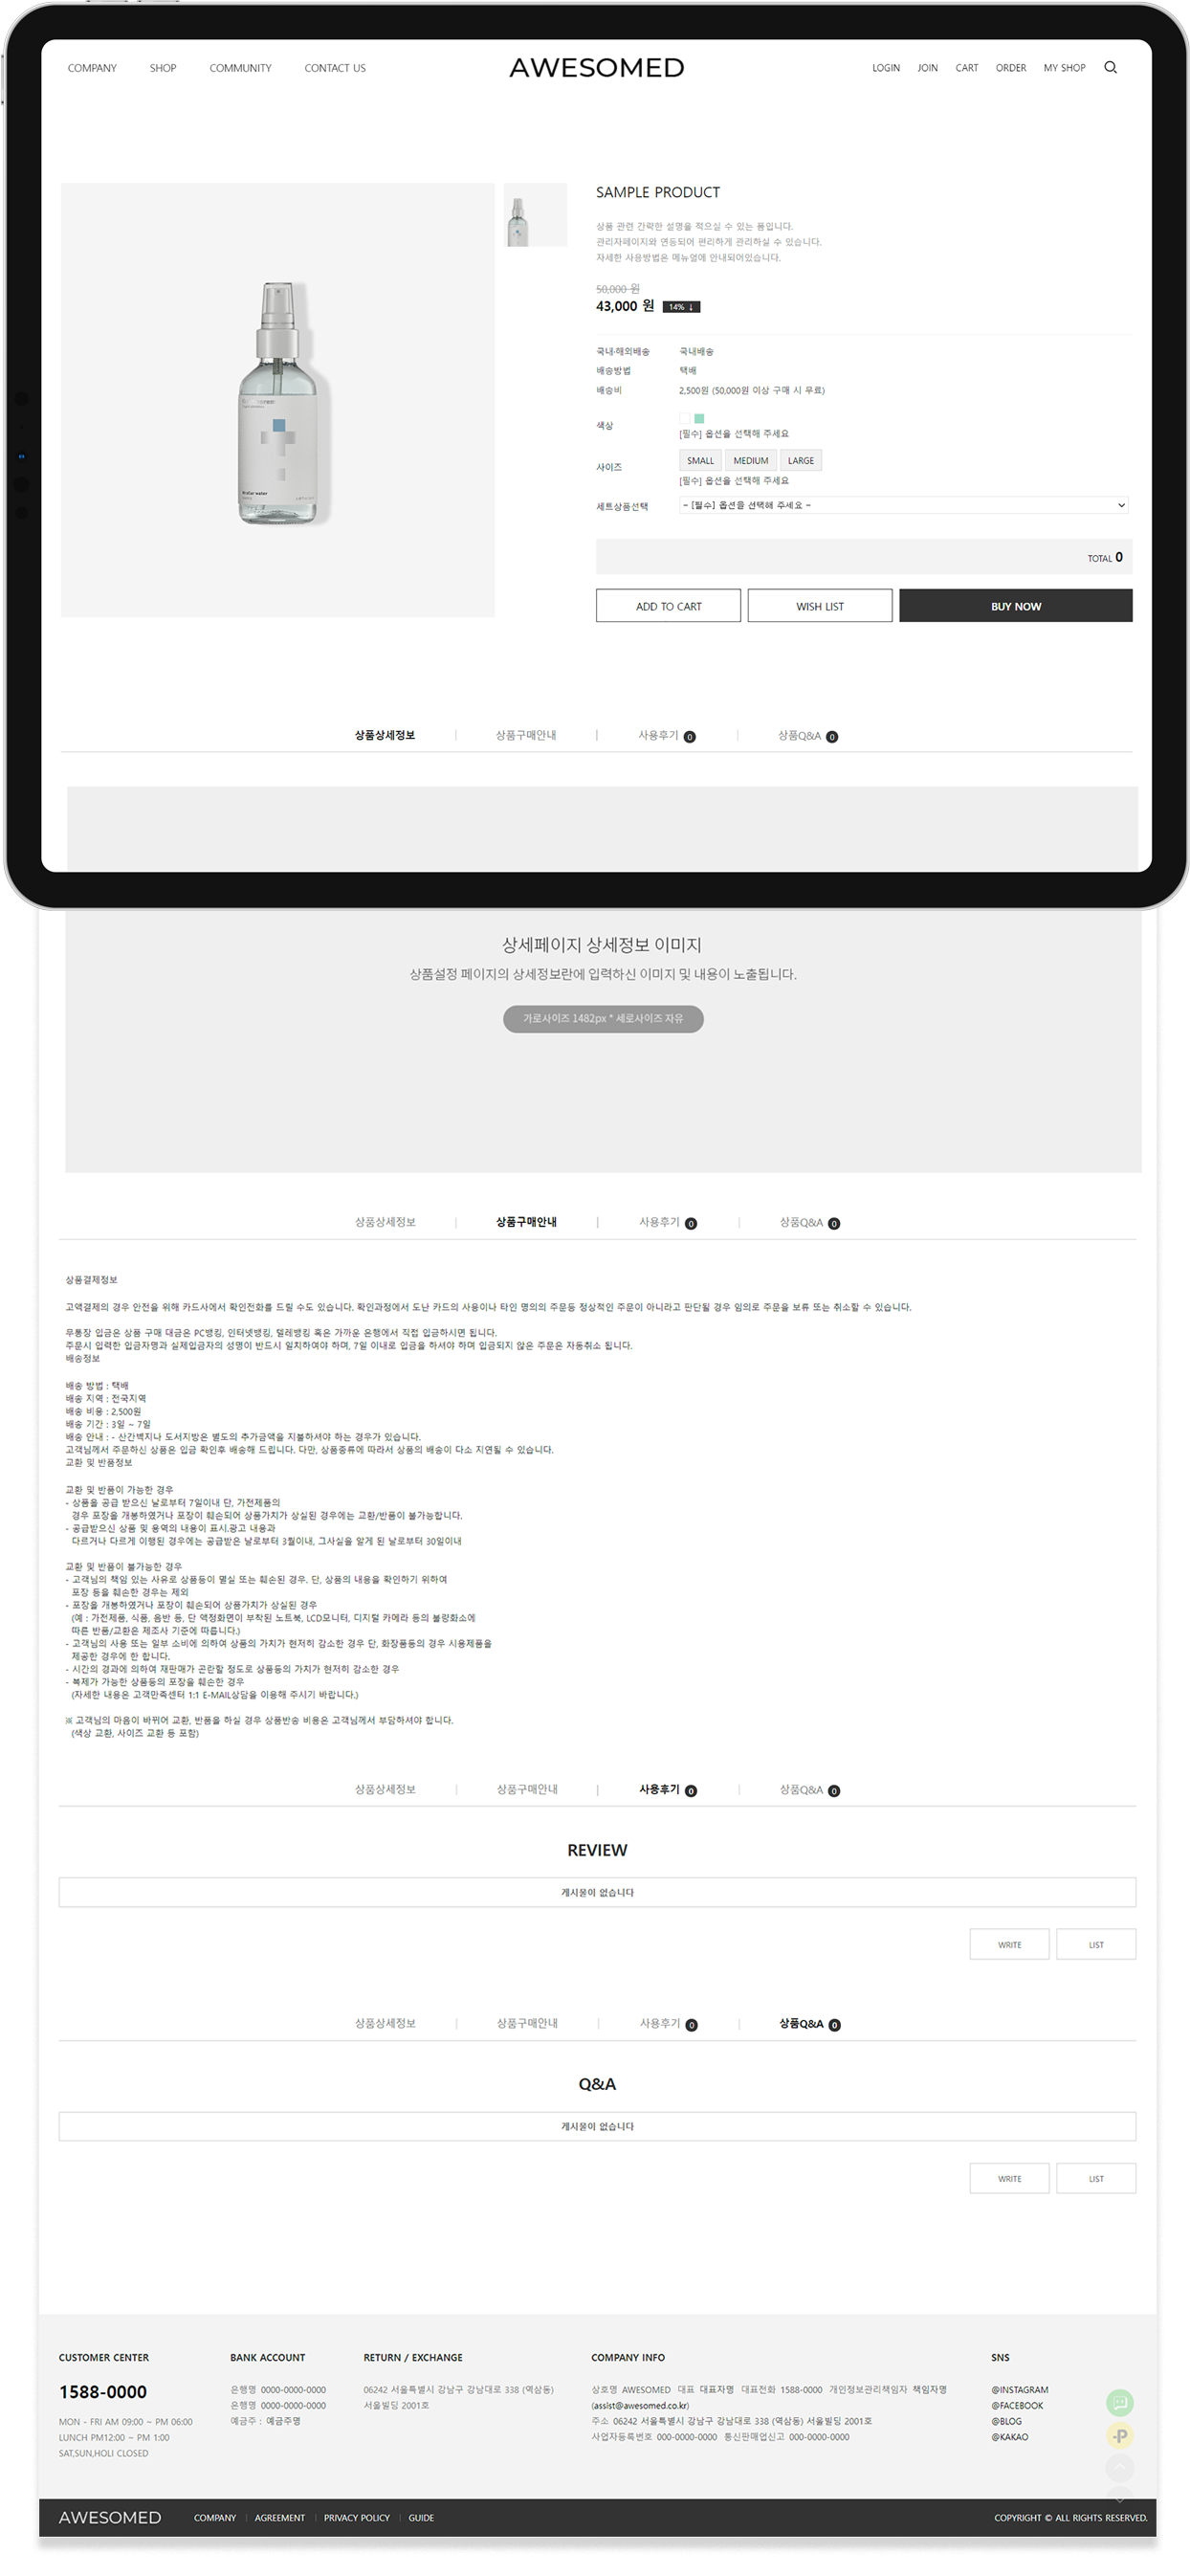 COMPANY SHOP COMMUNITY CONTACT US AWESOMED LOGIN JOIN CART ORDER MY SHOP
SAMPLE PRODUCT
상품 관련 간략한 설명을 적으실 수 있는 폼입니다.
관리자페이지와 연동되어 편리하게 관리하실 수 있습니다.
자세한 사용방법은 메뉴얼에 안내되어있습니다.
50,000 원
43,000 원 14% ↓
국내·해외배송 국내배송
배송방법 택배
배송비 2,500원 (50,000원 이상 구매 시 무료)
색상
[필수] 옵션을 선택해 주세요
사이즈 SMALL MEDIUM LARGE
[필수] 옵션을 선택해 주세요
세트상품선택 - [필수] 옵션을 선택해 주세요 -
TOTAL 0
ADD TO CART WISH LIST BUY NOW
상품상세정보 | 상품구매안내 | 사용후기 0 | 상품Q&A 0
상세페이지 상세정보 이미지
상품설정 페이지의 상세정보란에 입력하신 이미지 및 내용이 노출됩니다.
가로사이즈 1482px * 세로사이즈 자유
상품상세정보 | 상품구매안내 | 사용후기 0 | 상품Q&A 0
상품결제정보
고액결제의 경우 안전을 위해 카드사에서 확인전화를 드릴 수도 있습니다. 확인과정에서 도난 카드의 사용이나 타인 명의의 주문등 정상적인 주문이 아니라고 판단될 경우 임의로 주문을 보류 또는 취소할 수 있습니다.
무통장 입금은 상품 구매 대금은 PC뱅킹, 인터넷뱅킹, 텔레뱅킹 혹은 가까운 은행에서 직접 입금하시면 됩니다.
주문시 입력한 입금자명과 실제입금자의 성명이 반드시 일치하여야 하며, 7일 이내로 입금을 하셔야 하며 입금되지 않은 주문은 자동취소 됩니다.
배송정보
배송 방법 : 택배
배송 지역 : 전국지역
배송 비용 : 2,500원
배송 기간 : 3일 ~ 7일
배송 안내 : - 산간벽지나 도서지방은 별도의 추가금액을 지불하셔야 하는 경우가 있습니다.
고객님께서 주문하신 상품은 입금 확인후 배송해 드립니다. 다만, 상품종류에 따라서 상품의 배송이 다소 지연될 수 있습니다.
교환 및 반품정보
교환 및 반품이 가능한 경우
- 상품을 공급 받으신 날로부터 7일이내 단, 가전제품의
경우 포장을 개봉하였거나 포장이 훼손되어 상품가치가 상실된 경우에는 교환/반품이 불가능합니다.
- 공급받으신 상품 및 용역의 내용이 표시.광고 내용과
다르거나 다르게 이행된 경우에는 공급받은 날로부터 3월이내, 그사실을 알게 된 날로부터 30일이내
교환 및 반품이 불가능한 경우
- 고객님의 책임 있는 사유로 상품등이 멸실 또는 훼손된 경우. 단, 상품의 내용을 확인하기 위하여
포장 등을 훼손한 경우는 제외
- 포장을 개봉하였거나 포장이 훼손되어 상품가치가 상실된 경우
(예 : 가전제품, 식품, 음반 등, 단 액정화면이 부착된 노트북, LCD모니터, 디지털 카메라 등의 불량화소에
따른 반품/교환은 제조사 기준에 따릅니다.)
- 고객님의 사용 또는 일부 소비에 의하여 상품의 가치가 현저히 감소한 경우 단, 화장품등의 경우 시용제품을
제공한 경우에 한 합니다.
- 시간의 경과에 의하여 재판매가 곤란할 정도로 상품등의 가치가 현저히 감소한 경우
- 복제가 가능한 상품등의 포장을 훼손한 경우
(자세한 내용은 고객만족센터 1:1 E-MAIL상담을 이용해 주시기 바랍니다.)
※ 고객님의 마음이 바뀌어 교환, 반품을 하실 경우 상품반송 비용은 고객님께서 부담하셔야 합니다.
(색상 교환, 사이즈 교환 등 포함)
상품상세정보 | 상품구매안내 | 사용후기 0 | 상품Q&A 0
REVIEW
게시물이 없습니다
WRITE LIST
상품상세정보 | 상품구매안내 | 사용후기 0 | 상품Q&A 0
Q&A
게시물이 없습니다
WRITE LIST
CUSTOMER CENTER BANK ACCOUNT RETURN / EXCHANGE COMPANY INFO SNS
1588-0000
MON - FRI AM 09:00 ~ PM 06:00
LUNCH PM12:00 ~ PM 1:00
SAT,SUN,HOLI CLOSED
은행명 0000-0000-0000
은행명 0000-0000-0000
예금주 : 예금주명
06242 서울특별시 강남구 강남대로 338 (역삼동)
서울빌딩 2001호
상호명 AWESOMED 대표 대표자명 대표전화 1588-0000 개인정보관리책임자 책임자명
(assist@awesomed.co.kr)
주소 06242 서울특별시 강남구 강남대로 338 (역삼동) 서울빌딩 2001호
사업자등록번호 000-0000-0000 통신판매업신고 000-0000-0000
@INSTAGRAM
@FACEBOOK
@BLOG
@KAKAO
AWESOMED COMPANY | AGREEMENT | PRIVACY POLICY | GUIDE COPYRIGHT © ALL RIGHTS RESERVED.